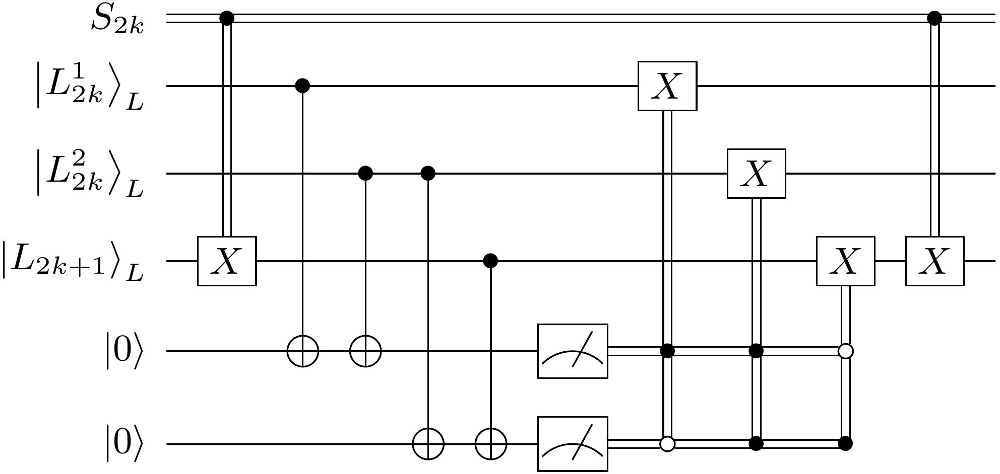 S_{2k}
|L^1_{2k}⟩_L
X
|L^2_{2k}⟩_L
X
|L_{2k+1}⟩_L X X X
|0⟩
|0⟩